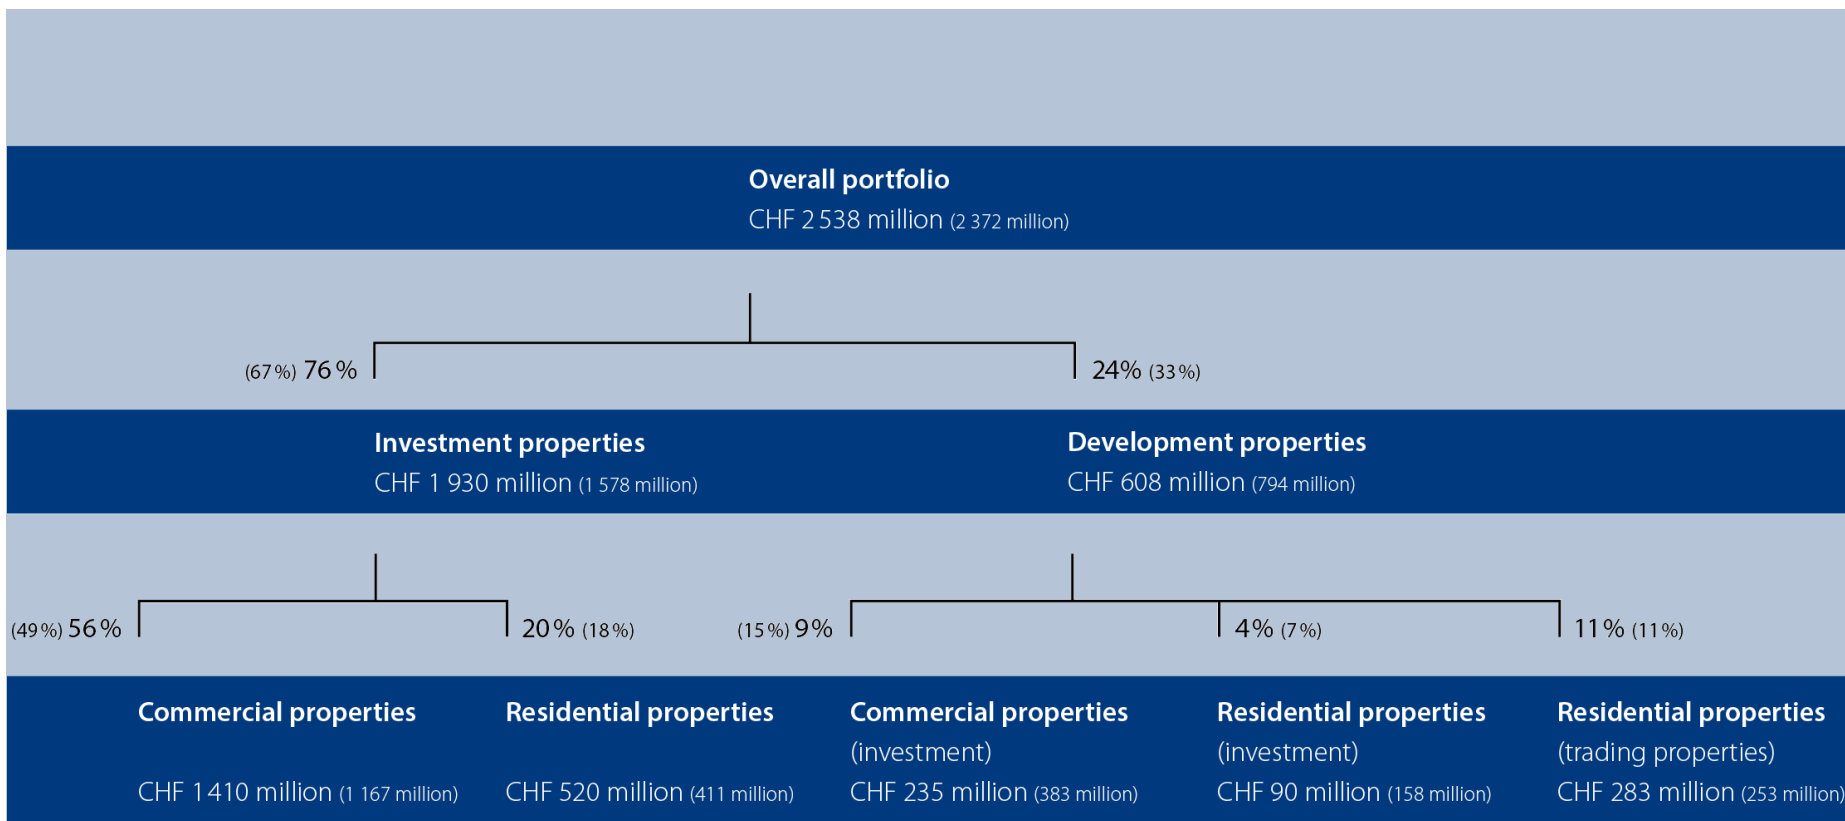 Overall portfolio
CHF 2 538 million (2 372 million)
(67 %) 76 %
24% (33 %)
Investment properties
CHF 1 930 million (1 578 million)
Development properties
CHF 608 million (794 million)
(49 %) 56 %
20 % (18 %)
(15 %) 9 %
4 % (7 %)
11 % (11 %)
Commercial properties
CHF 1 410 million (1 167 million)
Residential properties
CHF 520 million (411 million)
Commercial properties
(investment)
CHF 235 million (383 million)
Residential properties
(investment)
CHF 90 million (158 million)
Residential properties
(trading properties)
CHF 283 million (253 million)